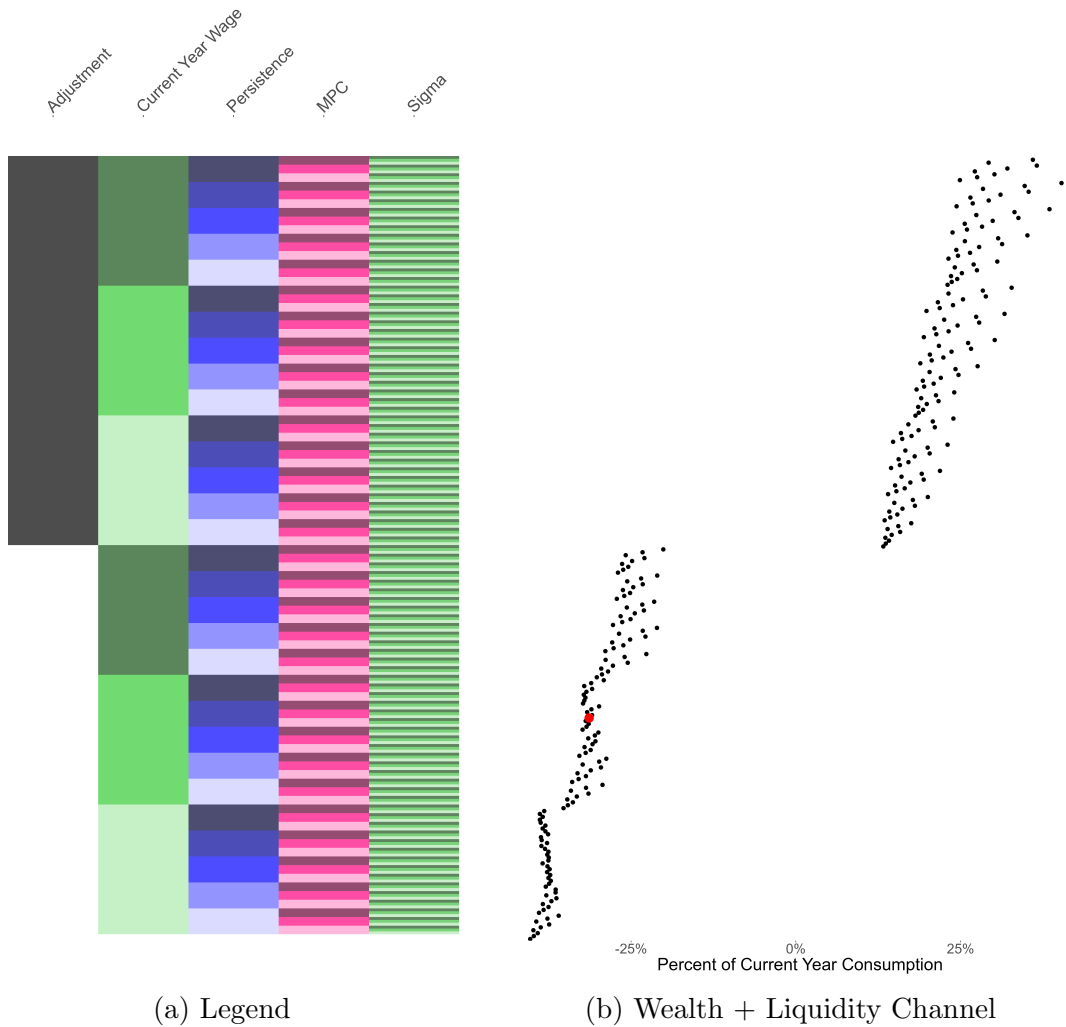 Adjustment
Current Year Wage
Persistence
MPC
Sigma
-25% 0% 25%
Percent of Current Year Consumption
(a) Legend
(b) Wealth + Liquidity Channel